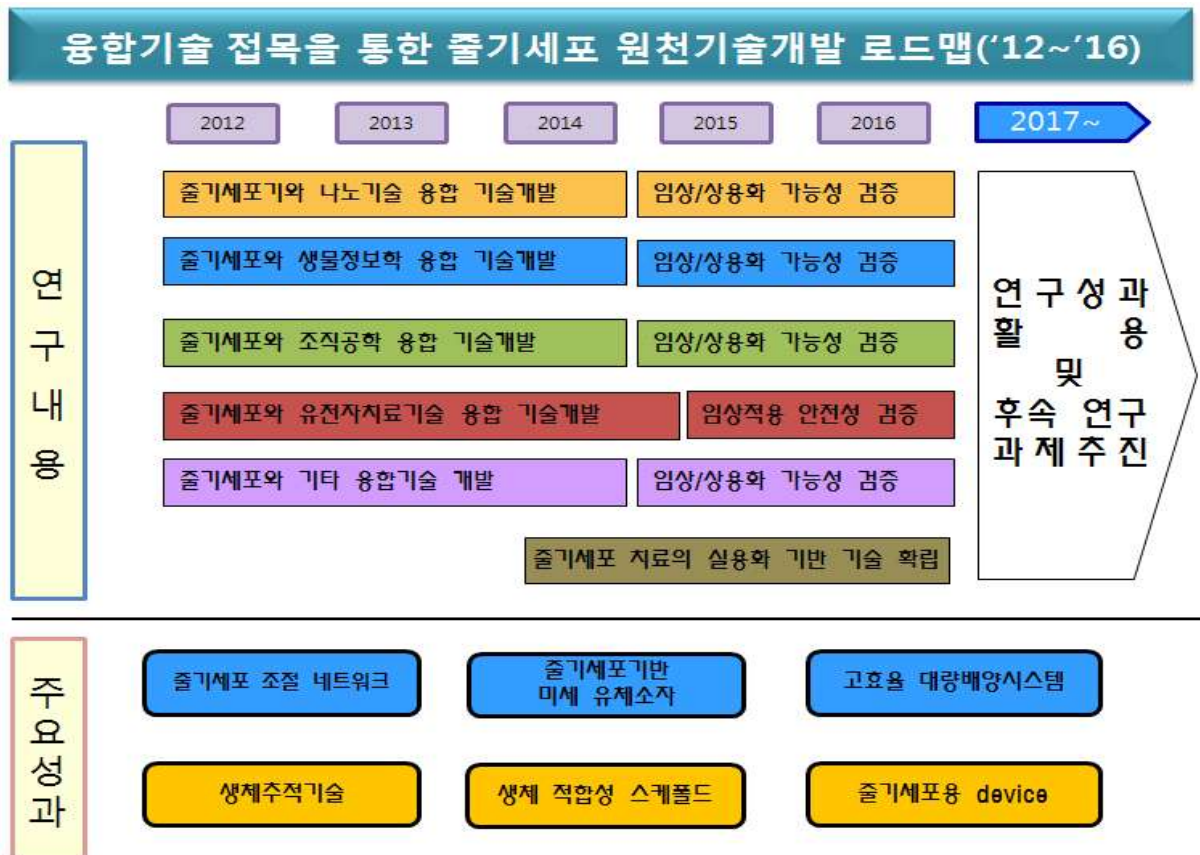 융합기술 접목을 통한 줄기세포 원천기술개발 로드맵('12~'16)
2012 2013 2014 2015 2016 2017~
연구내용
줄기세포기와 나노기술 융합 기술개발 임상/상용화 가능성 검증
줄기세포와 생물정보학 융합 기술개발 임상/상용화 가능성 검증
줄기세포와 조직공학 융합 기술개발 임상/상용화 가능성 검증
줄기세포와 유전자치료기술 융합 기술개발 임상적용 안전성 검증
줄기세포와 기타 융합기술 개발 임상/상용화 가능성 검증
줄기세포 치료의 실용화 기반 기술 확립
연구성과
활용
및
후속 연구
과제추진
주요성과
줄기세포 조절 네트워크
줄기세포기반
미세 유체소자
고효율 대량배양시스템
생체추적기술
생체 적합성 스케폴드
줄기세포용 device